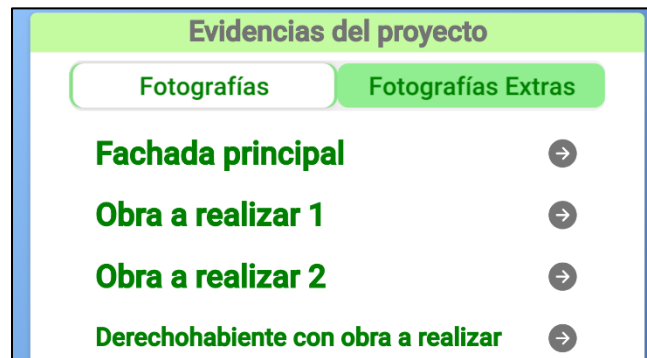 Evidencias del proyecto
Fotografías Fotografías Extras
Fachada principal
Obra a realizar 1
Obra a realizar 2
Derechohabiente con obra a realizar